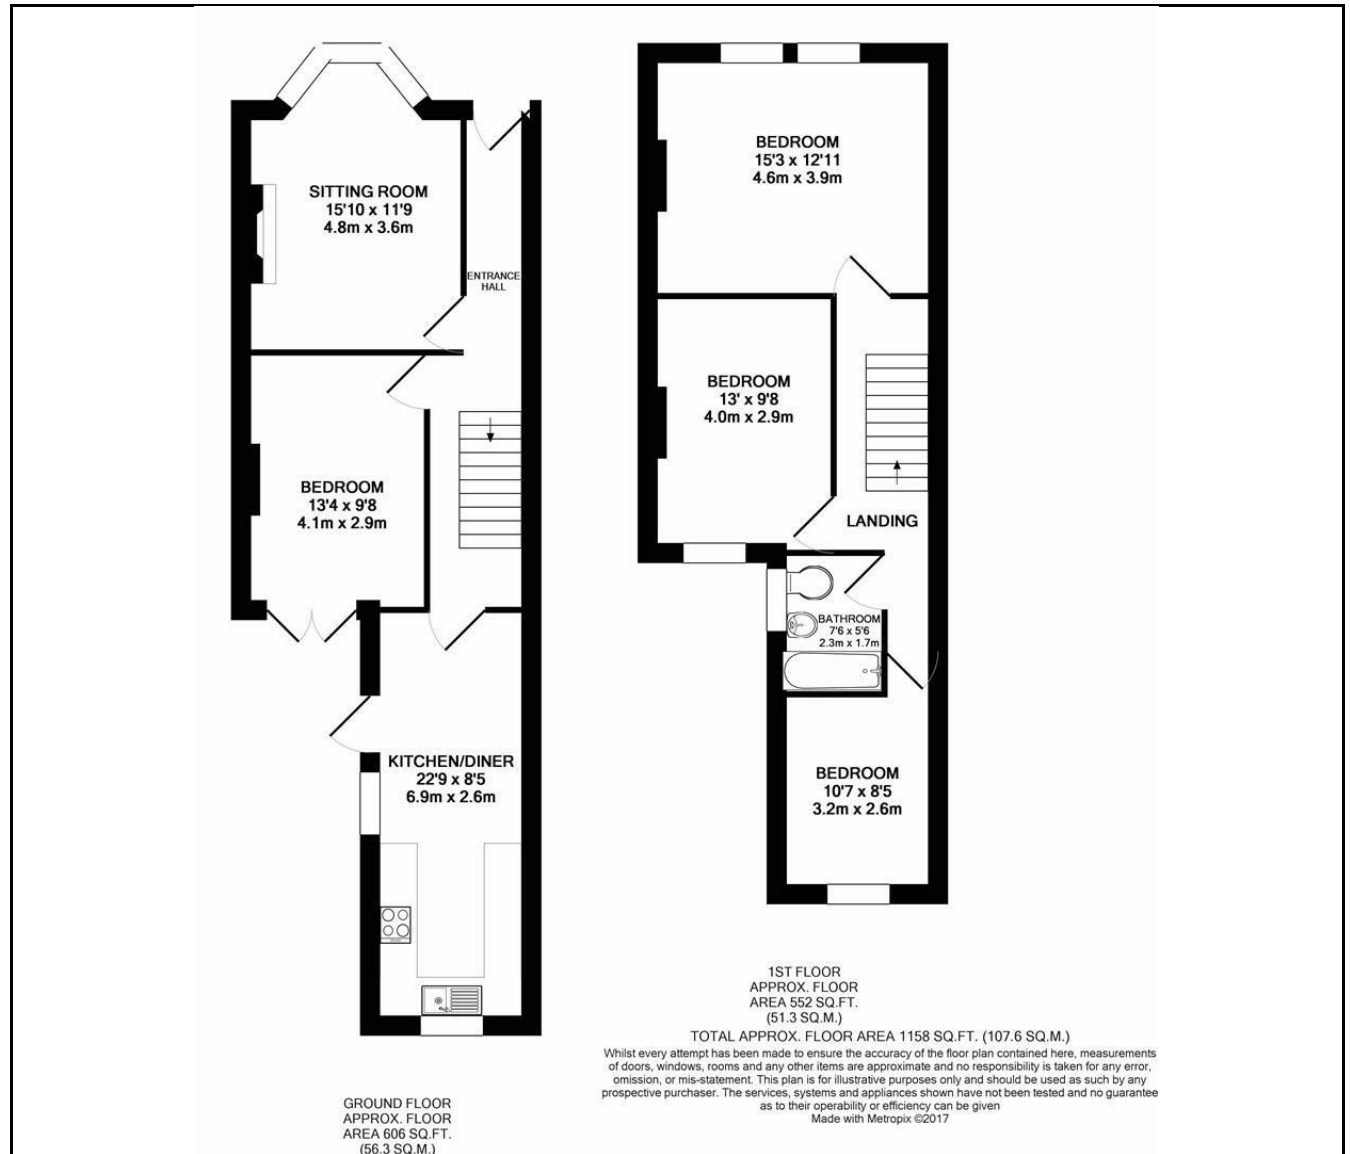 SITTING ROOM
15'10 x 11'9
4.8m x 3.6m
ENTRANCE
HALL
BEDROOM
13'4 x 9'8
4.1m x 2.9m
KITCHEN/DINER
22'9 x 8'5
6.9m x 2.6m
GROUND FLOOR
APPROX. FLOOR
AREA 606 SQ.FT.
(56.3 SQ.M.)
BEDROOM
15'3 x 12'11
4.6m x 3.9m
BEDROOM
13' x 9'8
4.0m x 2.9m
LANDING
BATHROOM
7'6 x 5'6
2.3m x 1.7m
BEDROOM
10'7 x 8'5
3.2m x 2.6m
1ST FLOOR
APPROX. FLOOR
AREA 552 SQ.FT.
(51.3 SQ.M.)
TOTAL APPROX. FLOOR AREA 1158 SQ.FT. (107.6 SQ.M.)
Whilst every attempt has been made to ensure the accuracy of the floor plan contained here, measurements
of doors, windows, rooms and any other items are approximate and no responsibility is taken for any error,
omission, or mis-statement. This plan is for illustrative purposes only and should be used as such by any
prospective purchaser. The services, systems and appliances shown have not been tested and no guarantee
as to their operability or efficiency can be given
Made with Metropix ©2017